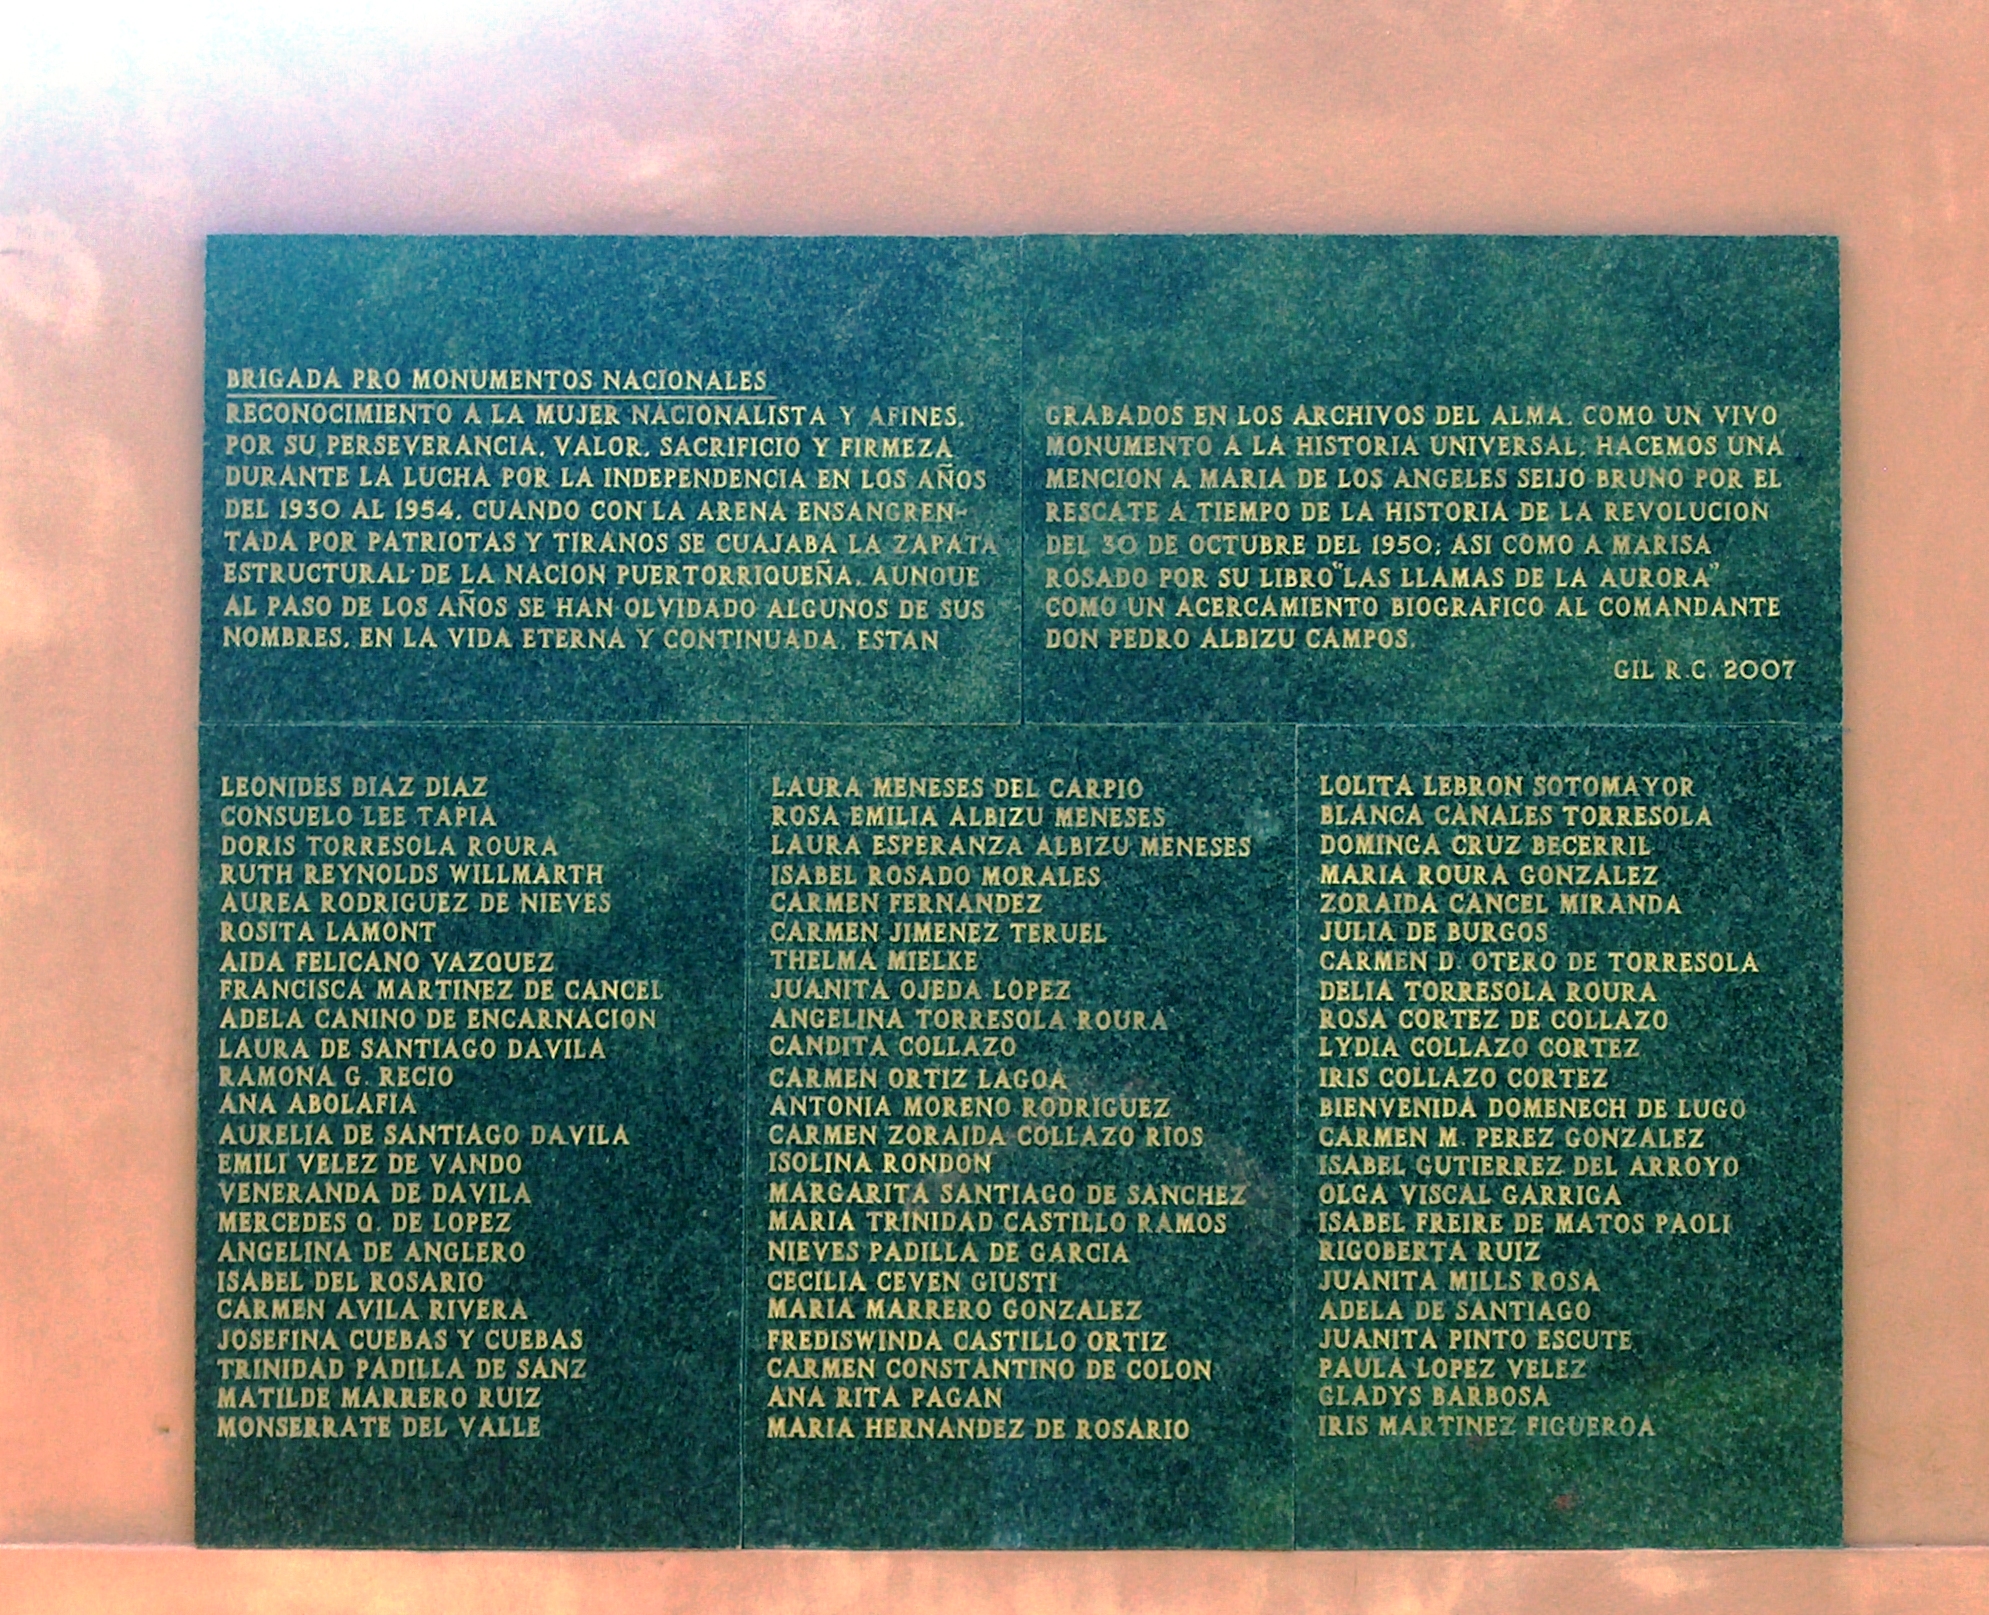 BRIGADA PRO MONUMENTOS NACIONALES
RECONOCIMIENTO A LA MUJER NACIONALISTA Y AFINES,
POR SU PERSEVERANCIA, VALOR, SACRIFICIO Y FIRMEZA
DURANTE LA LUCHA POR LA INDEPENDENCIA EN LOS AÑOS
DEL 1930 AL 1954. CUANDO CON LA ARENA ENSANGREN-
TADA POR PATRIOTAS Y TIRANOS SE CUAJABA LA ZAPATA
ESTRUCTURAL DE LA NACION PUERTORRIQUEÑA. AUNQUE
AL PASO DE LOS AÑOS SE HAN OLVIDADO ALGUNOS DE SUS
NOMBRES, EN LA VIDA ETERNA Y CONTINUADA, ESTAN
GRABADOS EN LOS ARCHIVOS DEL ALMA. COMO UN VIVO
MONUMENTO A LA HISTORIA UNIVERSAL; HACEMOS UNA
MENCION A MARIA DE LOS ANGELES SEIJO BRUNO POR EL
RESCATE A TIEMPO DE LA HISTORIA DE LA REVOLUCION
DEL 30 DE OCTUBRE DEL 1950; ASI COMO A MARISA
ROSADO POR SU LIBRO "LAS LLAMAS DE LA AURORA"
COMO UN ACERCAMIENTO BIOGRAFICO AL COMANDANTE
DON PEDRO ALBIZU CAMPOS.
GIL R.C. 2007
LEONIDES DIAZ DIAZ
CONSUELO LEE TAPIA
DORIS TORRESOLA ROURA
RUTH REYNOLDS WILLMARTH
AUREA RODRIGUEZ DE NIEVES
ROSITA LAMONT
AIDA FELICANO VAZQUEZ
FRANCISCA MARTINEZ DE CANCEL
ADELA CANINO DE ENCARNACION
LAURA DE SANTIAGO DAVILA
RAMONA G. RECIO
ANA ABOLAFIA
AURELIA DE SANTIAGO DAVILA
EMILI VELEZ DE VANDO
VENERANDA DE DAVILA
MERCEDES Q. DE LOPEZ
ANGELINA DE ANGLERO
ISABEL DEL ROSARIO
CARMEN AVILA RIVERA
JOSEFINA CUEBAS Y CUEBAS
TRINIDAD PADILLA DE SANZ
MATILDE MARRERO RUIZ
MONSERRATE DEL VALLE
LAURA MENESES DEL CARPIO
ROSA EMILIA ALBIZU MENESES
LAURA ESPERANZA ALBIZU MENESES
ISABEL ROSADO MORALES
CARMEN FERNANDEZ
CARMEN JIMENEZ TERUEL
THELMA MIELKE
JUANITA OJEDA LOPEZ
ANGELINA TORRESOLA ROURA
CANDITA COLLAZO
CARMEN ORTIZ LAGOA
ANTONIA MORENO RODRIGUEZ
CARMEN ZORAIDA COLLAZO RIOS
ISOLINA RONDON
MARGARITA SANTIAGO DE SANCHEZ
MARIA TRINIDAD CASTILLO RAMOS
NIEVES PADILLA DE GARCIA
CECILIA CEVEN GIUSTI
MARIA MARRERO GONZALEZ
FREDISWINDA CASTILLO ORTIZ
CARMEN CONSTANTINO DE COLON
ANA RITA PAGAN
MARIA HERNANDEZ DE ROSARIO
LOLITA LEBRON SOTOMAYOR
BLANCA CANALES TORRESOLA
DOMINGA CRUZ BECERRIL
MARIA ROURA GONZALEZ
ZORAIDA CANCEL MIRANDA
JULIA DE BURGOS
CARMEN D. OTERO DE TORRESOLA
DELIA TORRESOLA ROURA
ROSA CORTEZ DE COLLAZO
LYDIA COLLAZO CORTEZ
IRIS COLLAZO CORTEZ
BIENVENIDA DOMENECH DE LUGO
CARMEN M. PEREZ GONZALEZ
ISABEL GUTIERREZ DEL ARROYO
OLGA VISCAL GARRIGA
ISABEL FREIRE DE MATOS PAOLI
RIGOBERTA RUIZ
JUANITA MILLS ROSA
ADELA DE SANTIAGO
JUANITA PINTO ESCUTE
PAULA LOPEZ VELEZ
GLADYS BARBOSA
IRIS MARTINEZ FIGUEROA